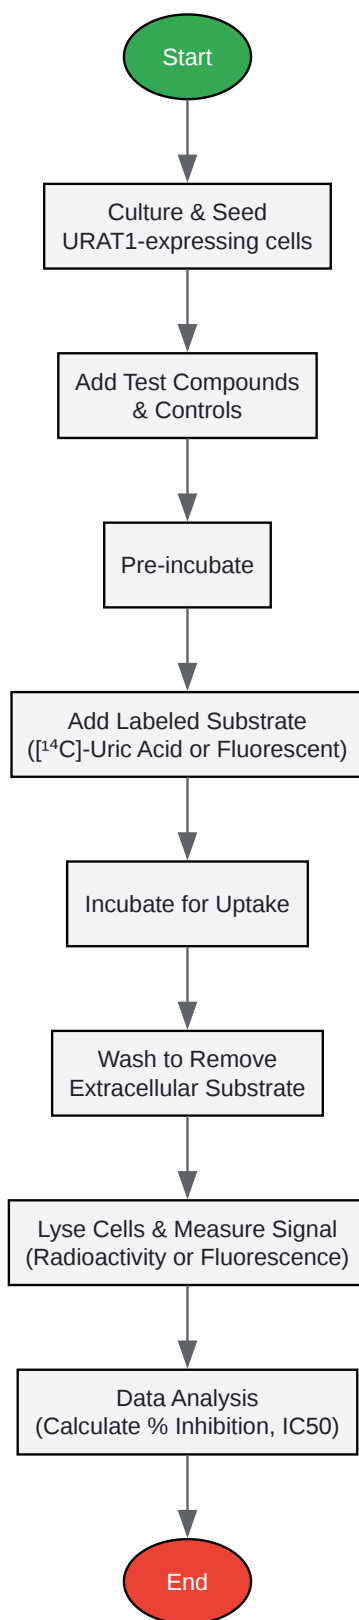 Start
Culture & Seed
URAT1-expressing cells
Add Test Compounds
& Controls
Pre-incubate
Add Labeled Substrate
([¹⁴C]-Uric Acid or Fluorescent)
Incubate for Uptake
Wash to Remove
Extracellular Substrate
Lyse Cells & Measure Signal
(Radioactivity or Fluorescence)
Data Analysis
(Calculate % Inhibition, IC50)
End